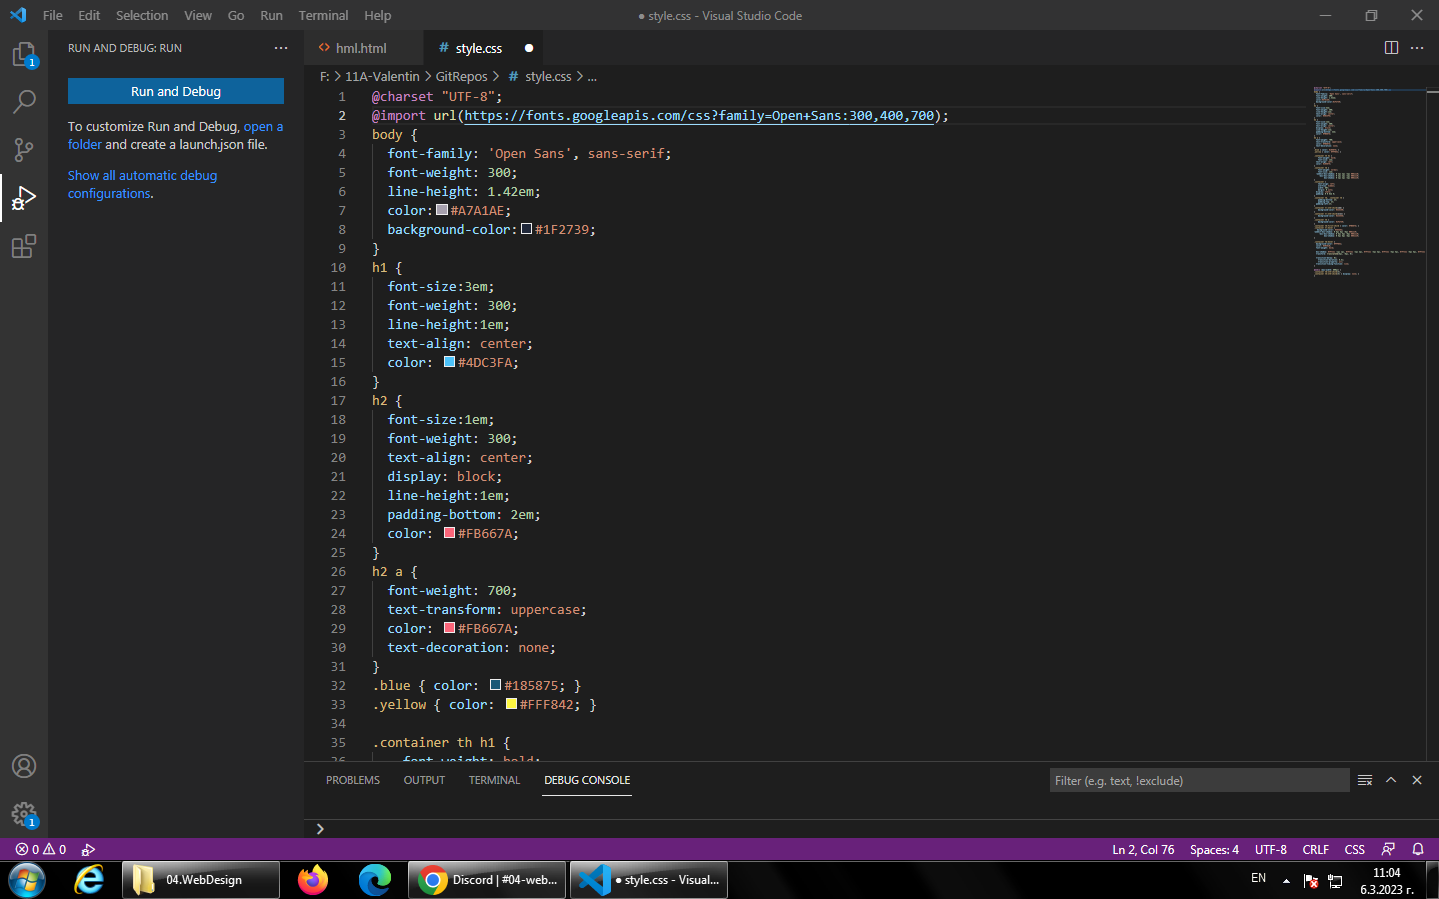 File Edit Selection View Go Run Terminal Help
● style.css - Visual Studio Code
RUN AND DEBUG: RUN
Run and Debug
To customize Run and Debug, open a
folder and create a launch.json file.
Show all automatic debug
configurations.
1
hml.html
# style.css
F: > 11A-Valentin > GitRepos > # style.css > ...
1 @charset "UTF-8";
2 @import url(https://fonts.googleapis.com/css?family=Open+Sans:300,400,700);
3 body {
4 font-family: 'Open Sans', sans-serif;
5 font-weight: 300;
6 line-height: 1.42em;
7 color:#A7A1AE;
8 background-color:#1F2739;
9 }
10 h1 {
11 font-size:3em;
12 font-weight: 300;
13 line-height:1em;
14 text-align: center;
15 color: #4DC3FA;
16 }
17 h2 {
18 font-size:1em;
19 font-weight: 300;
20 text-align: center;
21 display: block;
22 line-height:1em;
23 padding-bottom: 2em;
24 color: #FB667A;
25 }
26 h2 a {
27 font-weight: 700;
28 text-transform: uppercase;
29 color: #FB667A;
30 text-decoration: none;
31 }
32 .blue { color: #185875; }
33 .yellow { color: #FFF842; }
34
35 .container th h1 {
36 font-weight: bold;
PROBLEMS OUTPUT TERMINAL DEBUG CONSOLE
Filter (e.g. text, !exclude)
1
0 0
Ln 2, Col 76 Spaces: 4 UTF-8 CRLF CSS
04.WebDesign
Discord | #04-web...
● style.css - Visual...
EN
11:04
6.3.2023 г.